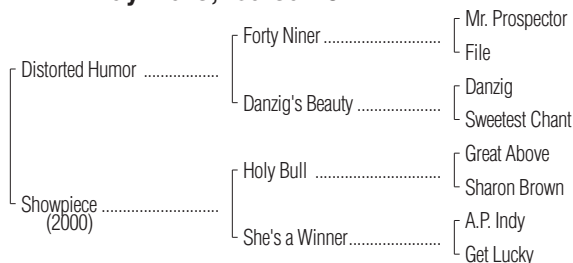 Mr. Prospector
Forty Niner ..............................
File
Distorted Humor ...................
Danzig
Danzig's Beauty .....................
Sweetest Chant
Great Above
Holy Bull ...............................
Sharon Brown
Showpiece .............................
(2000)
A.P. Indy
She's a Winner.......................
Get Lucky